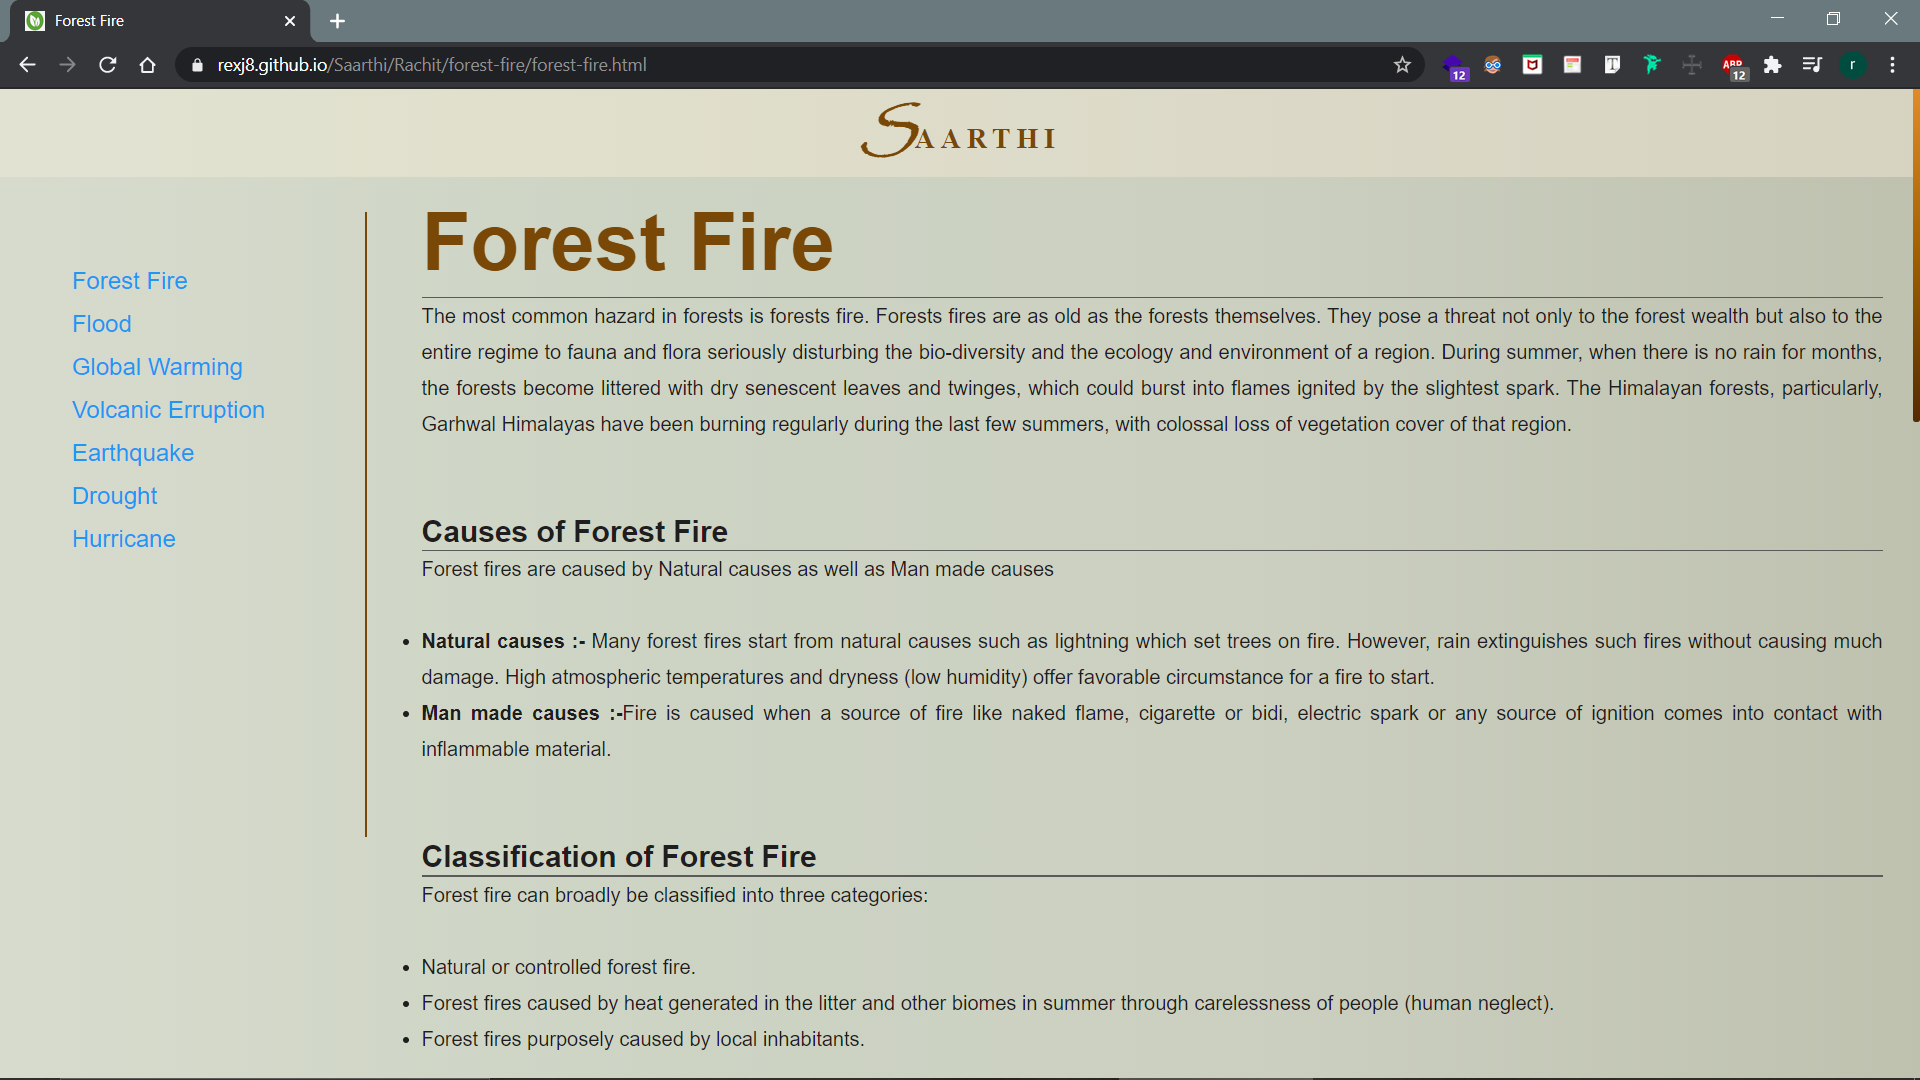 Forest Fire
rexj8.github.io/Saarthi/Rachit/forest-fire/forest-fire.html
12
T
ABP
12
r
SAARTHI
Forest Fire
Flood
Global Warming
Volcanic Erruption
Earthquake
Drought
Hurricane
Forest Fire
The most common hazard in forests is forests fire. Forests fires are as old as the forests themselves. They pose a threat not only to the forest wealth but also to the
entire regime to fauna and flora seriously disturbing the bio-diversity and the ecology and environment of a region. During summer, when there is no rain for months,
the forests become littered with dry senescent leaves and twinges, which could burst into flames ignited by the slightest spark. The Himalayan forests, particularly,
Garhwal Himalayas have been burning regularly during the last few summers, with colossal loss of vegetation cover of that region.
Causes of Forest Fire
Forest fires are caused by Natural causes as well as Man made causes
• Natural causes :- Many forest fires start from natural causes such as lightning which set trees on fire. However, rain extinguishes such fires without causing much
damage. High atmospheric temperatures and dryness (low humidity) offer favorable circumstance for a fire to start.
• Man made causes :-Fire is caused when a source of fire like naked flame, cigarette or bidi, electric spark or any source of ignition comes into contact with
inflammable material.
Classification of Forest Fire
Forest fire can broadly be classified into three categories:
• Natural or controlled forest fire.
• Forest fires caused by heat generated in the litter and other biomes in summer through carelessness of people (human neglect).
• Forest fires purposely caused by local inhabitants.